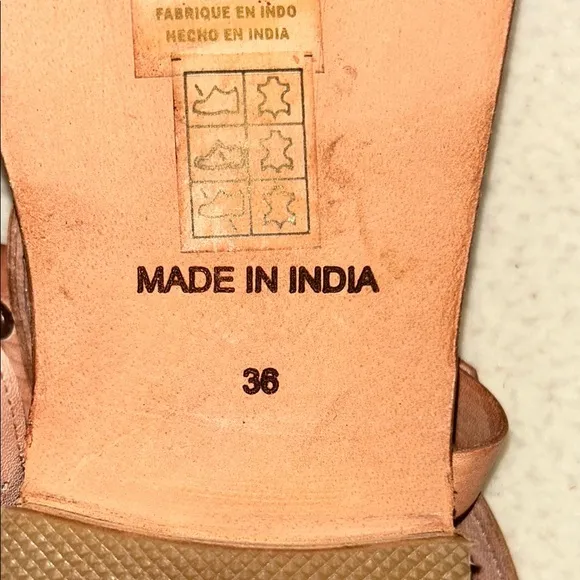 FABRIQUE EN INDO
HECHO EN INDIA
MADE IN INDIA
36